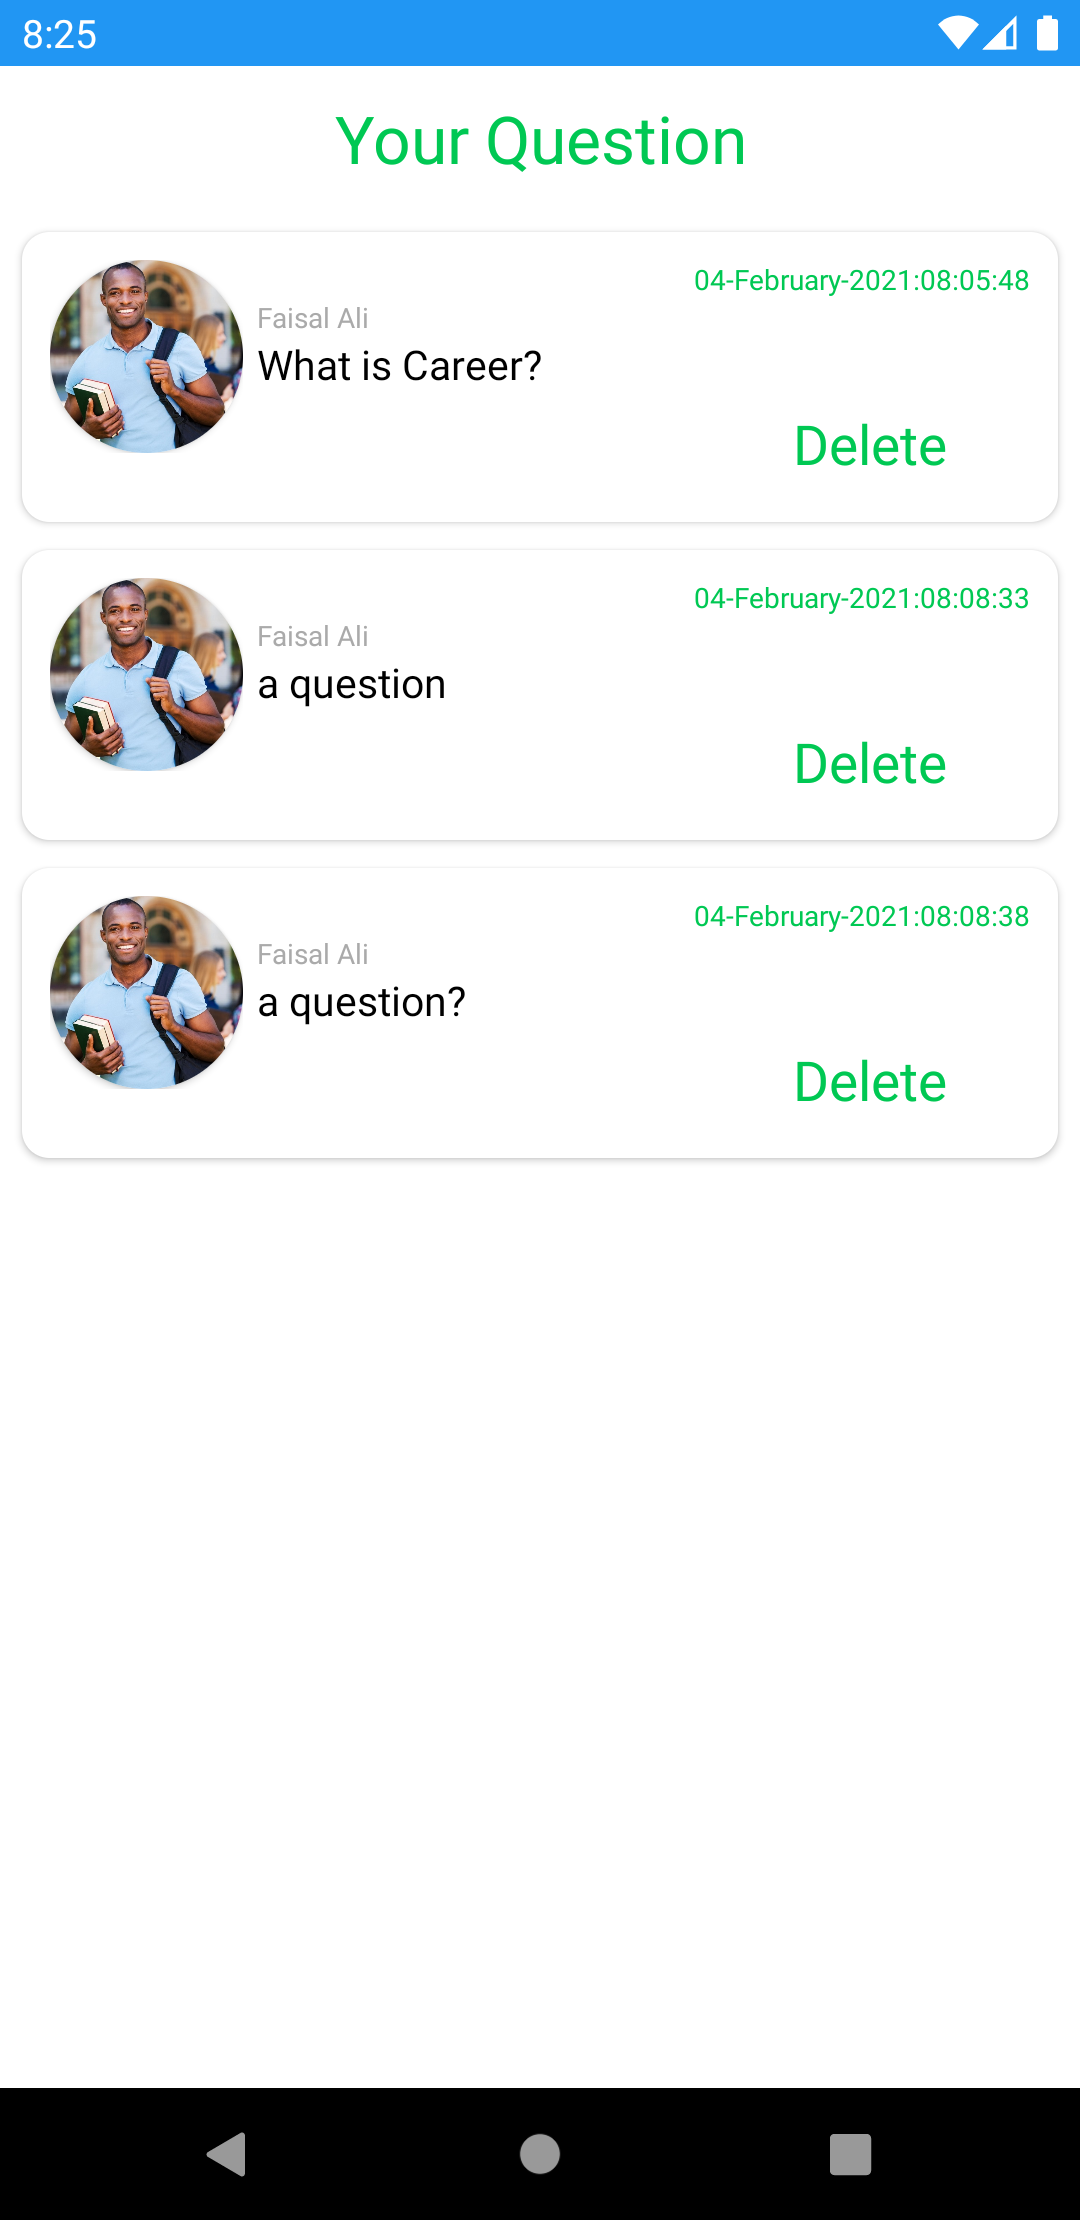 8:25
Your Question
04-February-2021:08:05:48
Faisal Ali
What is Career?
Delete
04-February-2021:08:08:33
Faisal Ali
a question
Delete
04-February-2021:08:08:38
Faisal Ali
a question?
Delete